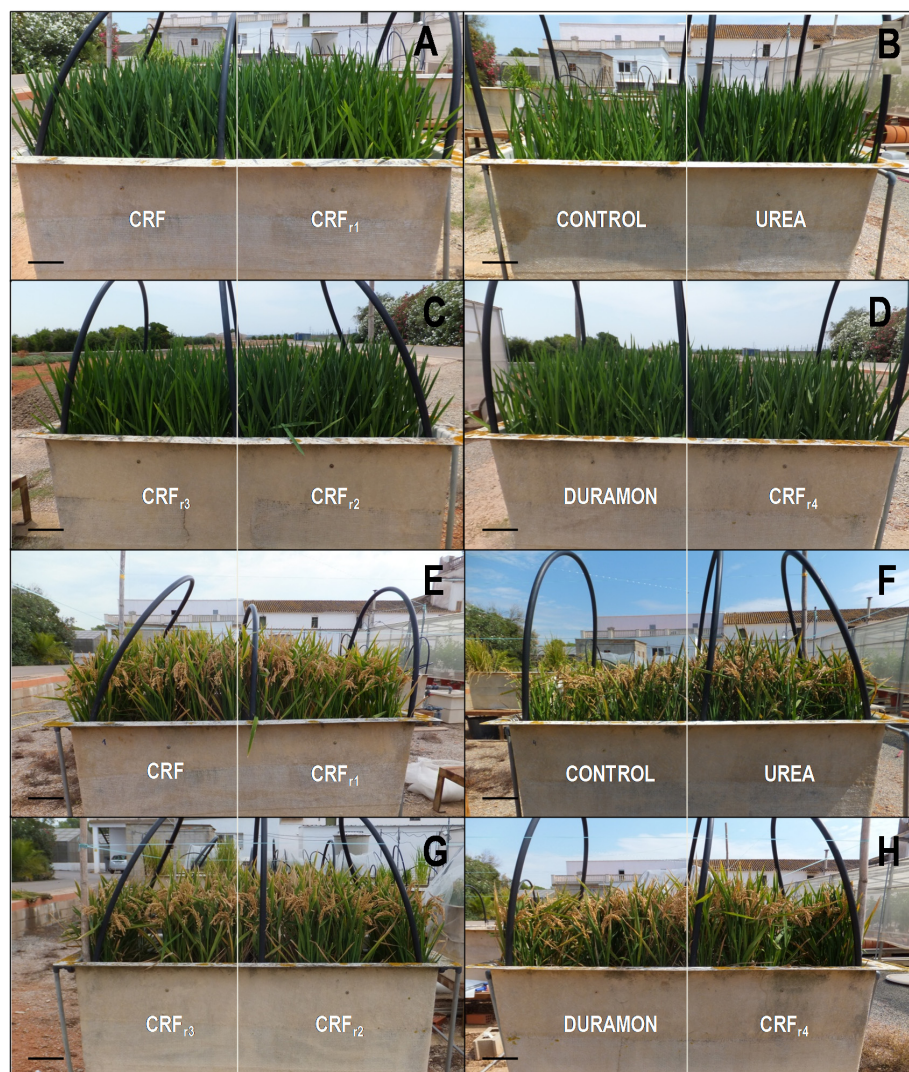 A
CRF CRFr1
B
CONTROL UREA
C
CRFr3 CRFr2
D
DURAMON CRFr4
E
CRF CRFr1
F
CONTROL UREA
G
CRFr3 CRFr2
H
DURAMON CRFr4